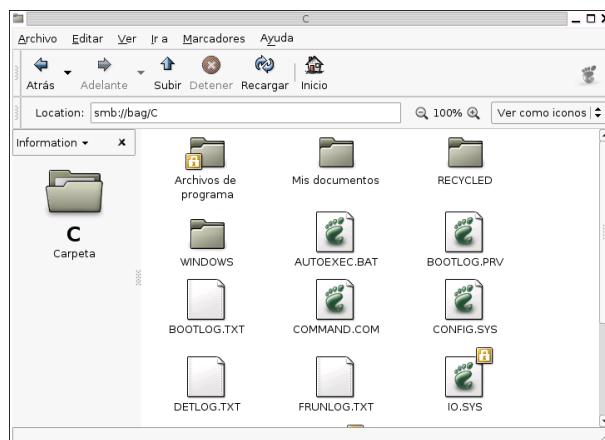 C
Archivo Editar Ver Ir a Marcadores Ayuda
Atrás Adelante Subir Detener Recargar Inicio
Location: smb://bag/C 100% Ver como iconos
Information x
C
Carpeta
Archivos de programa
Mis documentos
RECYCLED
WINDOWS
AUTOEXEC.BAT
BOOTLOG.PRV
BOOTLOG.TXT
COMMAND.COM
CONFIG.SYS
DETLOG.TXT
FRUNLOG.TXT
IO.SYS